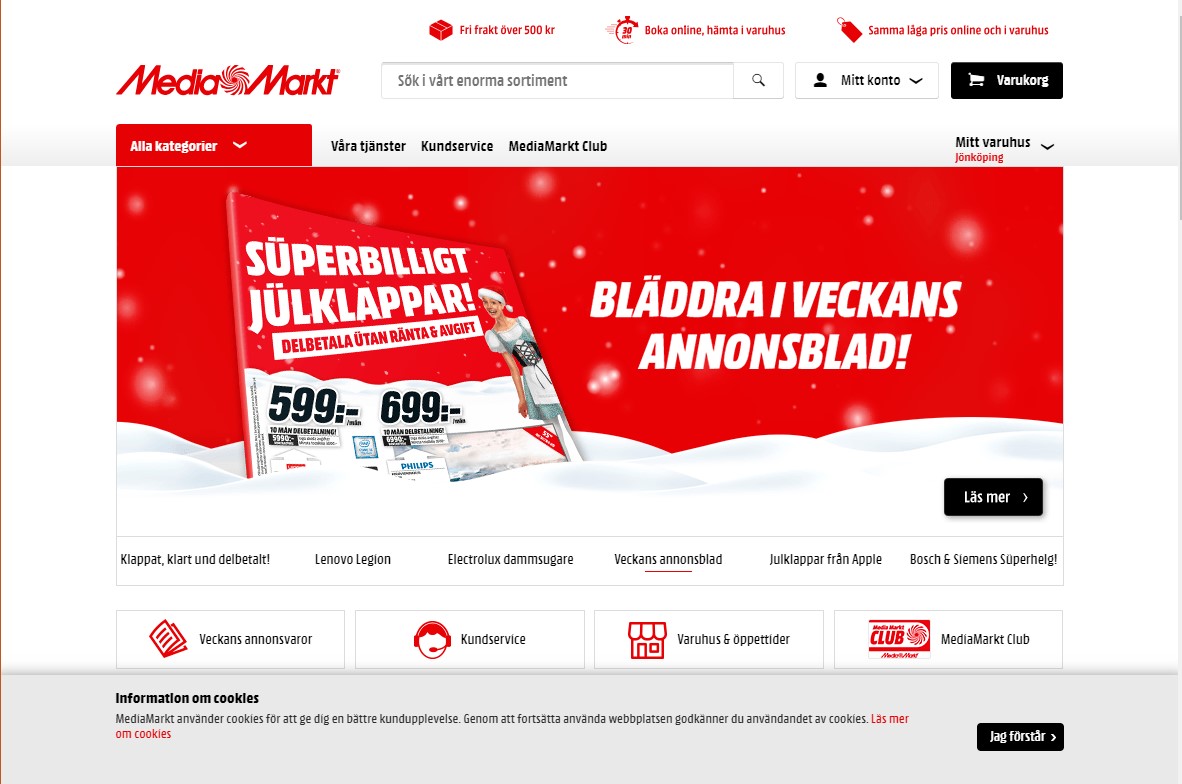 Fri frakt över 500 kr
30 min
Boka online, hämta i varuhus
Samma låga pris online och i varuhus
Media Markt
Sök i vårt enorma sortiment
Mitt konto
Varukorg
Alla kategorier
Våra tjänster
Kundservice
MediaMarkt Club
Mitt varuhus
Jönköping
SÜPERBILLIGT
JÜLKLAPPAR!
DELBETALA ÜTAN RÄNTA & AVGIFT
599:-
/mån
699:-
/mån
10 MÅN DELBETALNING!
10 MÅN DELBETALNING!
5990:-
6990:-
PHILIPS
BLÄDDRA I VECKANS
ANNONSBLAD!
Läs mer
Klappat, klart und delbetalt!
Lenovo Legion
Electrolux dammsugare
Veckans annonsblad
Julklappar från Apple
Bosch & Siemens Süperhelg!
Veckans annonsvaror
Kundservice
Varuhus & öppettider
Media Markt
CLUB
Media Markt
MediaMarkt Club
Information om cookies
MediaMarkt använder cookies för att ge dig en bättre kundupplevelse. Genom att fortsätta använda webbplatsen godkänner du användandet av cookies. Läs mer
om cookies
Jag förstår